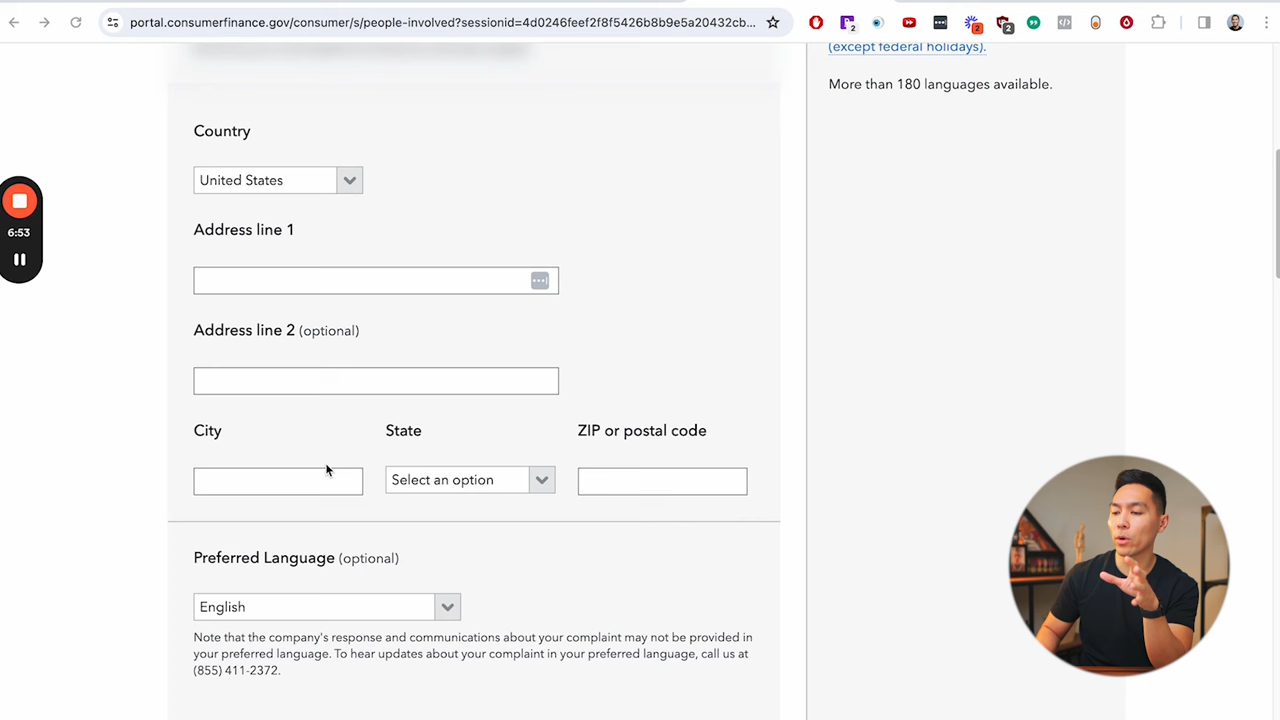 portal.consumerfinance.gov/consumer/s/people-involved?sessionid=4d0246feef2f8f5426b8b9e5a20432cb...
2
2
2
(except federal holidays).
More than 180 languages available.
Country
United States
Address line 1
6:53
Address line 2 (optional)
City State ZIP or postal code
Select an option
Preferred Language (optional)
English
Note that the company's response and communications about your complaint may not be provided in
your preferred language. To hear updates about your complaint in your preferred language, call us at
(855) 411-2372.